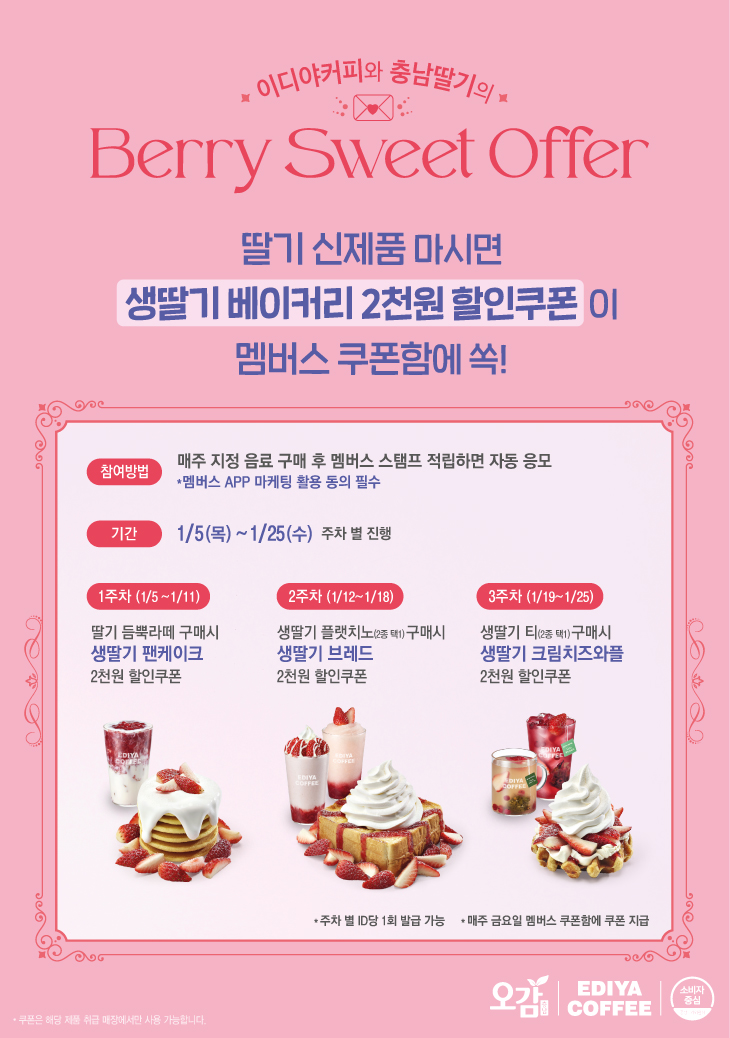 이디야커피와 충남딸기의
Berry Sweet Offer
딸기 신제품 마시면
생딸기 베이커리 2천원 할인쿠폰 이
멤버스 쿠폰함에 쏙!
참여방법
매주 지정 음료 구매 후 멤버스 스탬프 적립하면 자동 응모
*멤버스 APP 마케팅 활용 동의 필수
기간
1/5(목) ~ 1/25(수) 주차 별 진행
1주차 (1/5 ~1/11)
딸기 듬뿍라떼 구매시
생딸기 팬케이크
2천원 할인쿠폰
2주차 (1/12~1/18)
생딸기 플랫치노(2종 택1) 구매시
생딸기 브레드
2천원 할인쿠폰
3주차 (1/19~1/25)
생딸기 티(2종 택1) 구매시
생딸기 크림치즈와플
2천원 할인쿠폰
EDIYA
COFFEE
EDIYA
COFFEE
EDIYA
COFFEE
EDIYA
COFFEE
EDIYA
COFFEE
* 주차 별 ID당 1회 발급 가능
* 매주 금요일 멤버스 쿠폰함에 쿠폰 지급
오감
EDIYA
COFFEE
소비자
중심
* 쿠폰은 해당 제품 취급 매장에서만 사용 가능합니다.